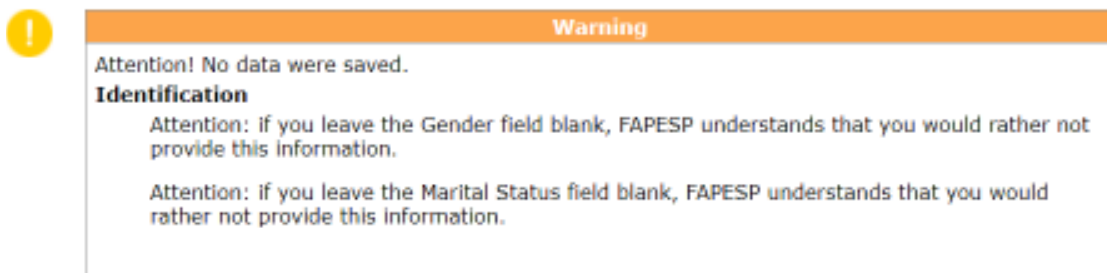 !
Warning
Attention! No data were saved.
Identification
Attention: if you leave the Gender field blank, FAPESP understands that you would rather not
provide this information.
Attention: if you leave the Marital Status field blank, FAPESP understands that you would
rather not provide this information.